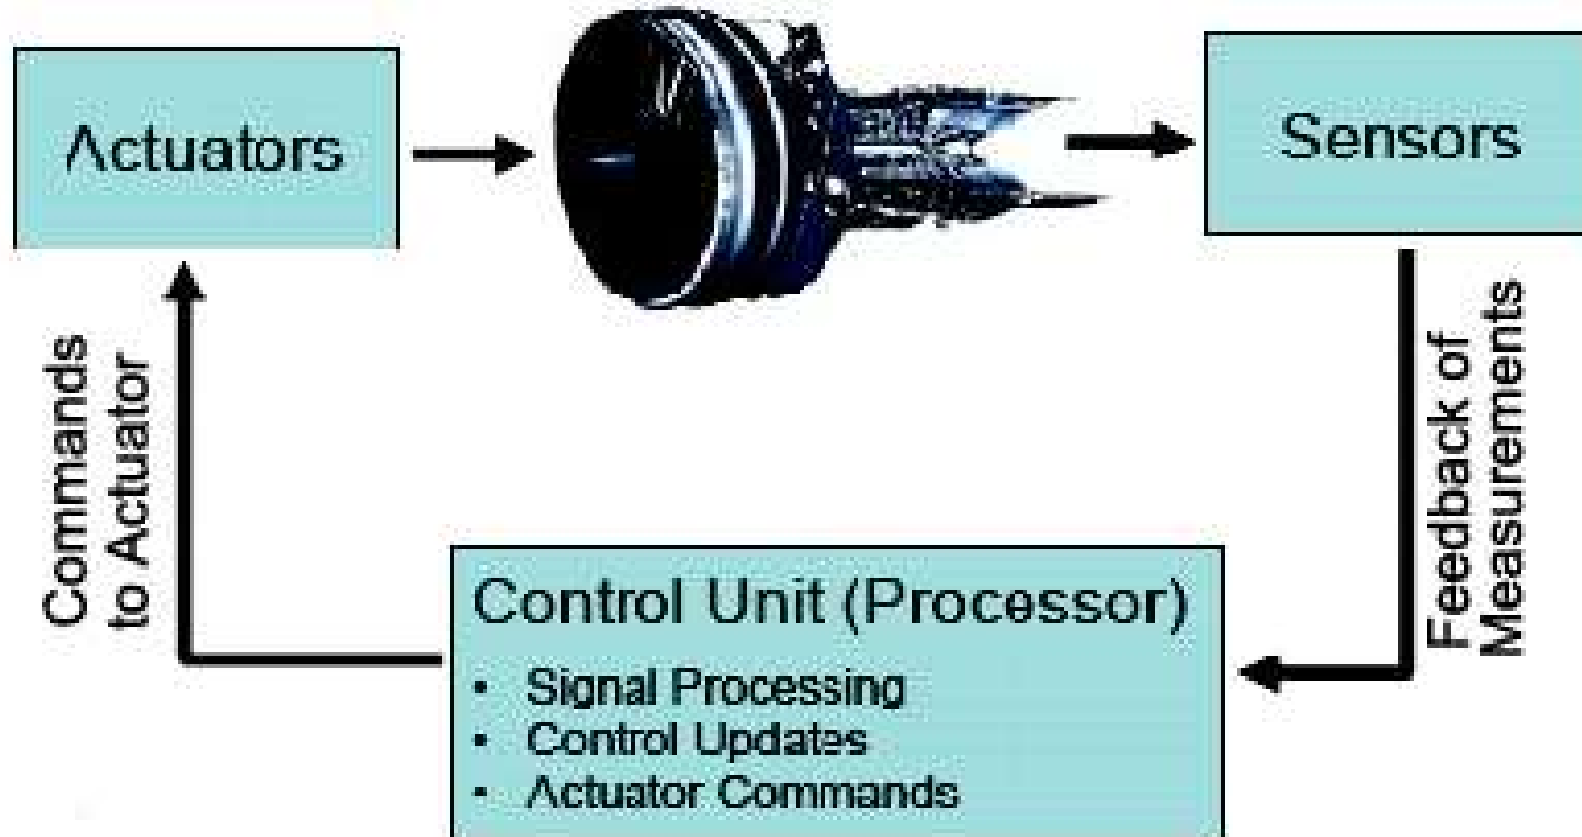 Actuators
Sensors
Commands
to Actuator
Feedback of
Measurements
Control Unit (Processor)
• Signal Processing
• Control Updates
• Actuator Commands